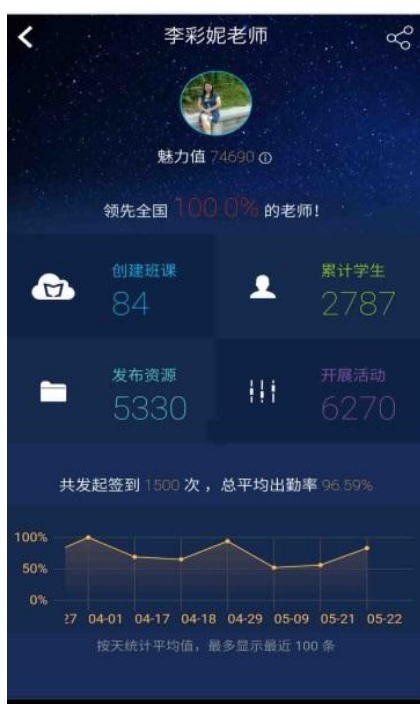 李彩妮老师
魅力值 74690
领先全国 100.0% 的老师!
创建班课
84
累计学生
2787
发布资源
5330
开展活动
6270
共发起签到 1500 次,总平均出勤率 96.59%
100%
50%
0%
27 04-01 04-17 04-18 04-29 05-09 05-21 05-22
按天统计平均值,最多显示最近 100 条